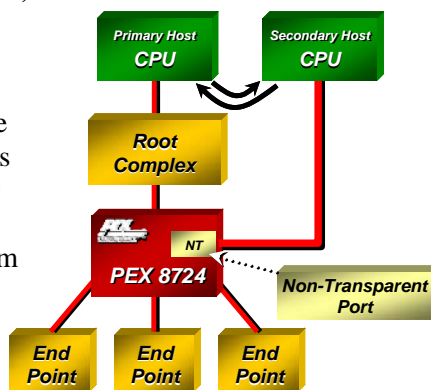 Primary Host
CPU
Secondary Host
CPU
e
s
Root
Complex
m
PLX
NT
PEX 8724
Non-Transparent
Port
End
Point
End
Point
End
Point